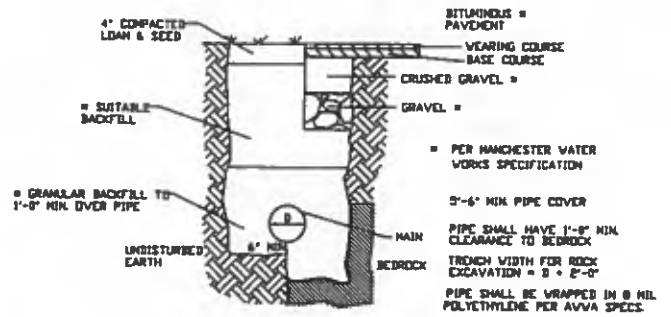 BITUMINOUS *
PAVEMENT
4" COMPACTED
LOAN & SEED
WEARING COURSE
BASE COURSE
CRUSHED GRAVEL *
GRAVEL *
* SUITABLE
BACKFILL
* PER MANCHESTER WATER
WORKS SPECIFICATION
* GRANULAR BACKFILL TO
1'-0" MIN. OVER PIPE
5'-6" MIN. PIPE COVER
D
MAIN
PIPE SHALL HAVE 1'-0" MIN.
CLEARANCE TO BEDROCK
6" MIN.
UNDISTURBED
EARTH
BEDROCK
TRENCH WIDTH FOR ROCK
EXCAVATION = D + 2'-0"
PIPE SHALL BE WRAPPED IN 8 MIL
POLYETHYLENE PER AWWA SPECS.